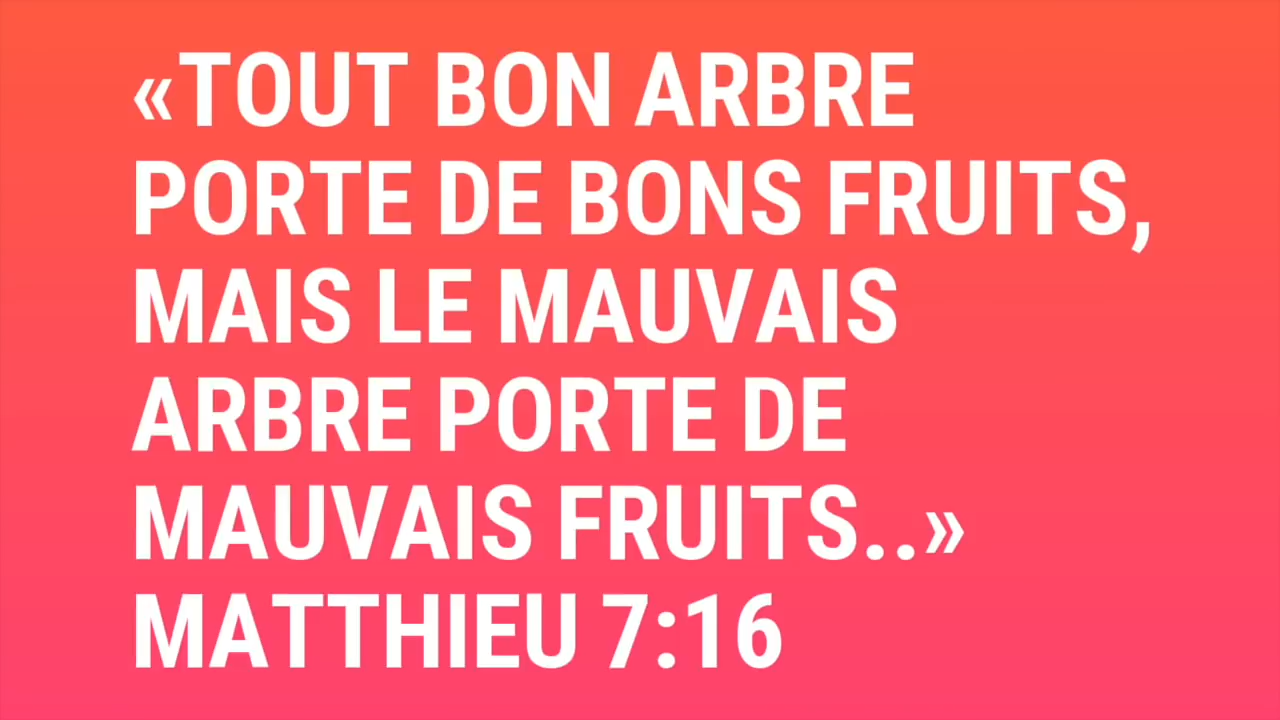 «TOUT BON ARBRE
PORTE DE BONS FRUITS,
MAIS LE MAUVAIS
ARBRE PORTE DE
MAUVAIS FRUITS..»
MATTHIEU 7:16